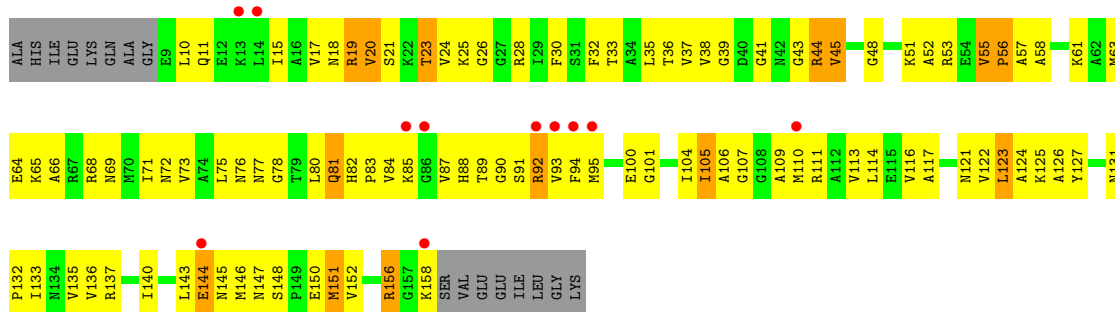 ALA HIS ILE GLU LYS GLN ALA GLY E9 L10 Q11 E12 K13 L14 I15 A16 V17 N18 R19 V20 S21 K22 T23 V24 K25 G26 G27 R28 I29 F30 S31 F32 T33 A34 L35 T36 V37 V38 G39 D40 G41 N42 G43 R44 V45 G48 K51 A52 R53 E54 V55 P56 A57 A58 K61 A62 M63
E64 K65 A66 R67 R68 N69 M70 I71 N72 V73 A74 L75 N76 N77 G78 T79 L80 Q81 H82 P83 V84 K85 G86 V87 H88 T89 G90 S91 R92 V93 F94 M95 E100 G101 I104 I105 A106 G107 G108 A109 M110 R111 A112 V113 L114 E115 V116 A117 N121 V122 L123 A124 K125 A126 Y127 N131
P132 I133 N134 V135 V136 R137 I140 L143 E144 N145 M146 N147 S148 P149 E150 M151 V152 R156 G157 K158 SER VAL GLU GLU ILE LEU GLY LYS